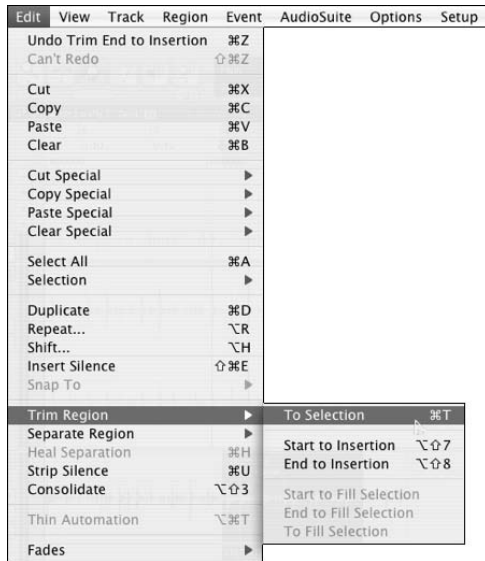 Edit View Track Region Event AudioSuite Options Setup
Undo Trim End to Insertion ⌘Z
Can't Redo ⇧⌘Z
Cut ⌘X
Copy ⌘C
Paste ⌘V
Clear ⌘B
Cut Special
Copy Special
Paste Special
Clear Special
Select All ⌘A
Selection
Duplicate ⌘D
Repeat... ⌥R
Shift... ⌥H
Insert Silence ⇧⌘E
Snap To
Trim Region
Separate Region
Heal Separation ⌘H
Strip Silence ⌘U
Consolidate ⌥⇧3
Thin Automation ⌥⌘T
Fades
To Selection ⌘T
Start to Insertion ⌥⇧7
End to Insertion ⌥⇧8
Start to Fill Selection
End to Fill Selection
To Fill Selection